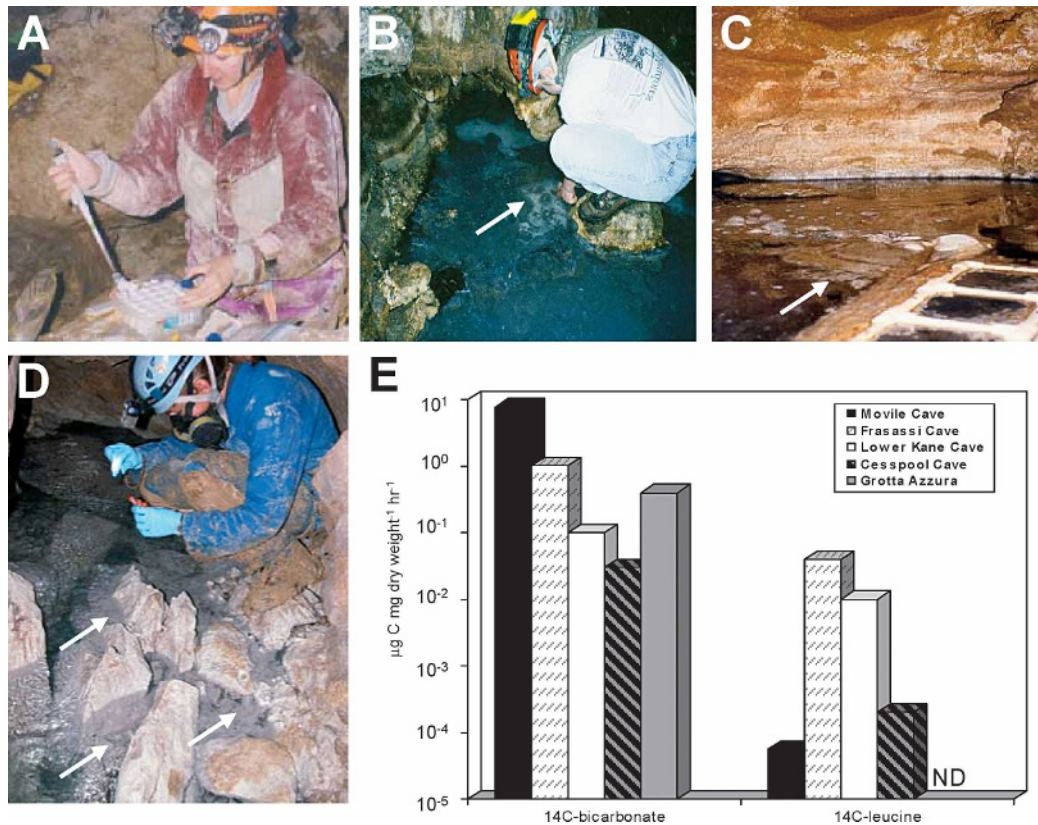 A
B
C
D
E
10¹
10⁰
10⁻¹
10⁻²
10⁻³
10⁻⁴
10⁻⁵
µg C mg dry weight⁻¹ hr⁻¹
Movile Cave
Frasassi Cave
Lower Kane Cave
Cesspool Cave
Grotta Azzura
ND
14C-bicarbonate
14C-leucine